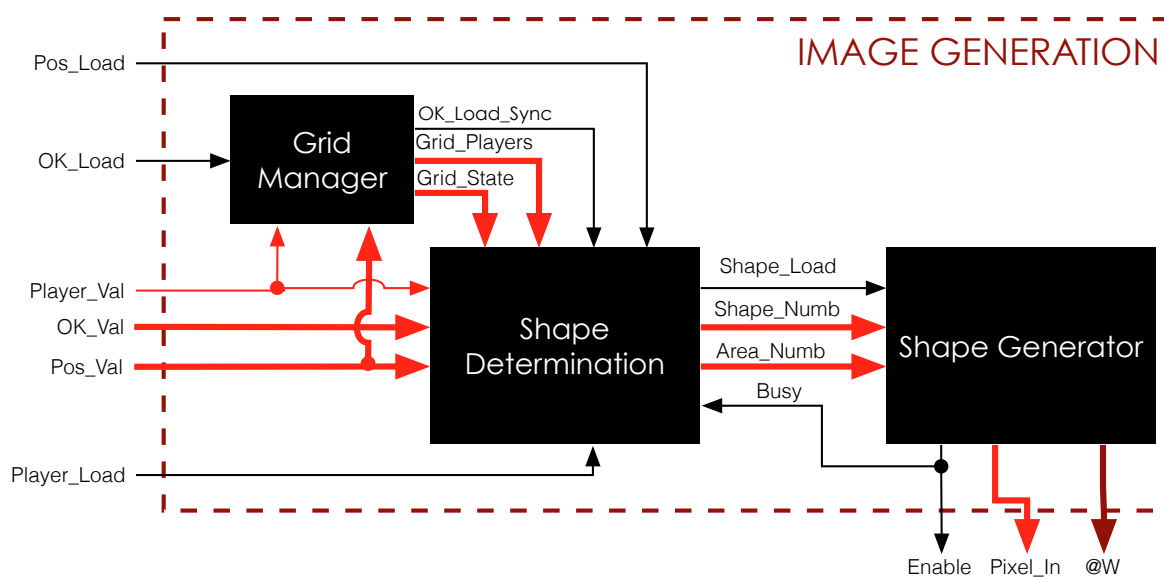 IMAGE GENERATION
Pos_Load
OK_Load_Sync
Grid
Manager
Grid_Players
OK_Load
Grid_State
Shape_Load
Player_Val
Shape_Numb
OK_Val
Shape
Determination
Shape Generator
Area_Numb
Pos_Val
Busy
Player_Load
Enable
Pixel_In
@W